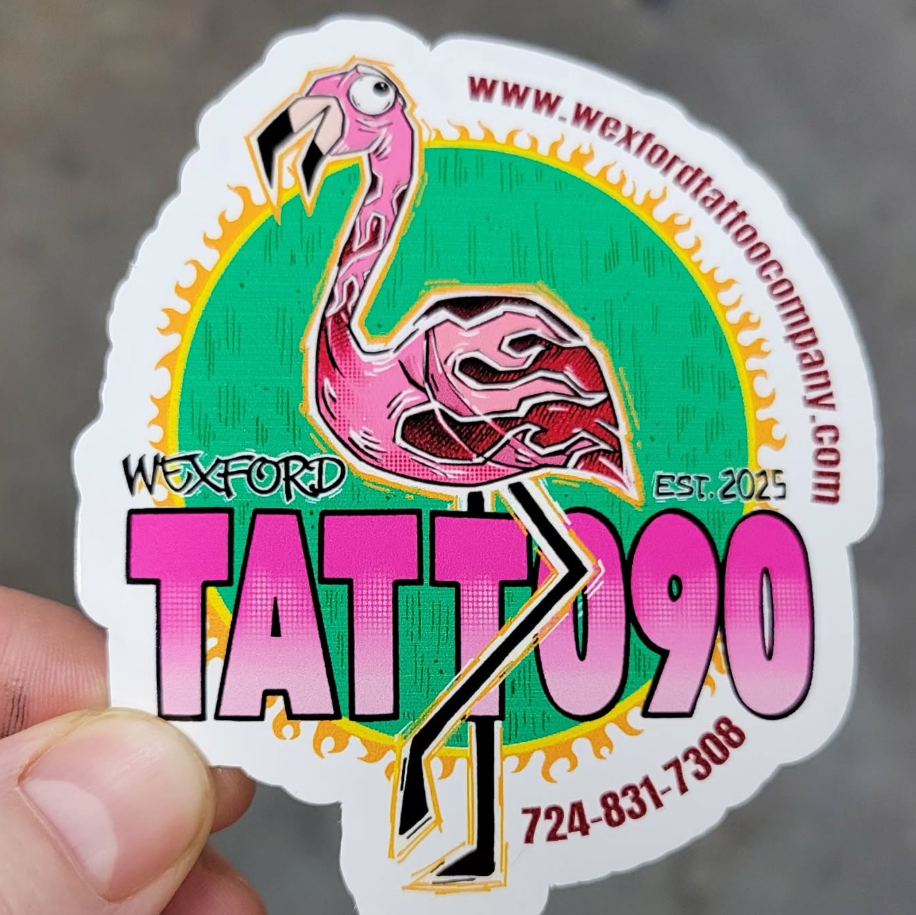 www.wexfordtattoocompany.com
WEXFORD
EST. 2025
TATTO90
724-831-7308